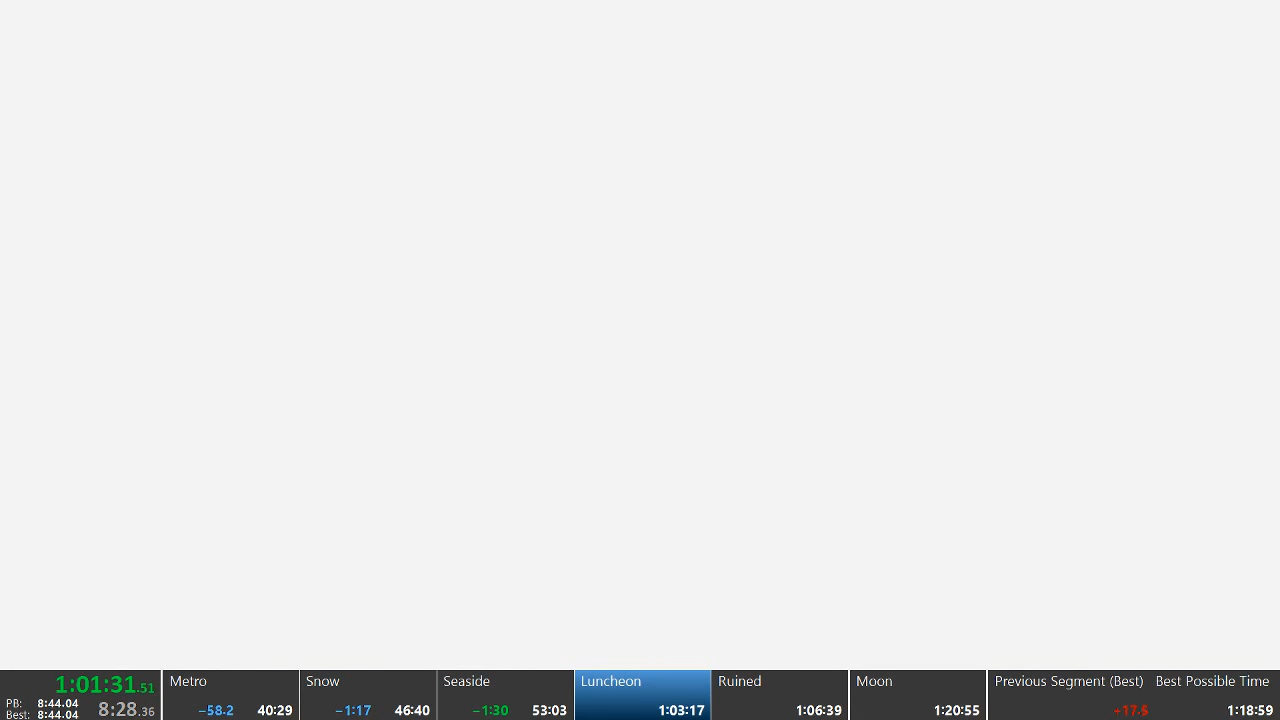 1:01:31.51
PB: 8:44.04
Best: 8:44.04
8:28.36
Metro
−58.2 40:29
Snow
−1:17 46:40
Seaside
−1:30 53:03
Luncheon
1:03:17
Ruined
1:06:39
Moon
1:20:55
Previous Segment (Best)
+17.5
Best Possible Time
1:18:59